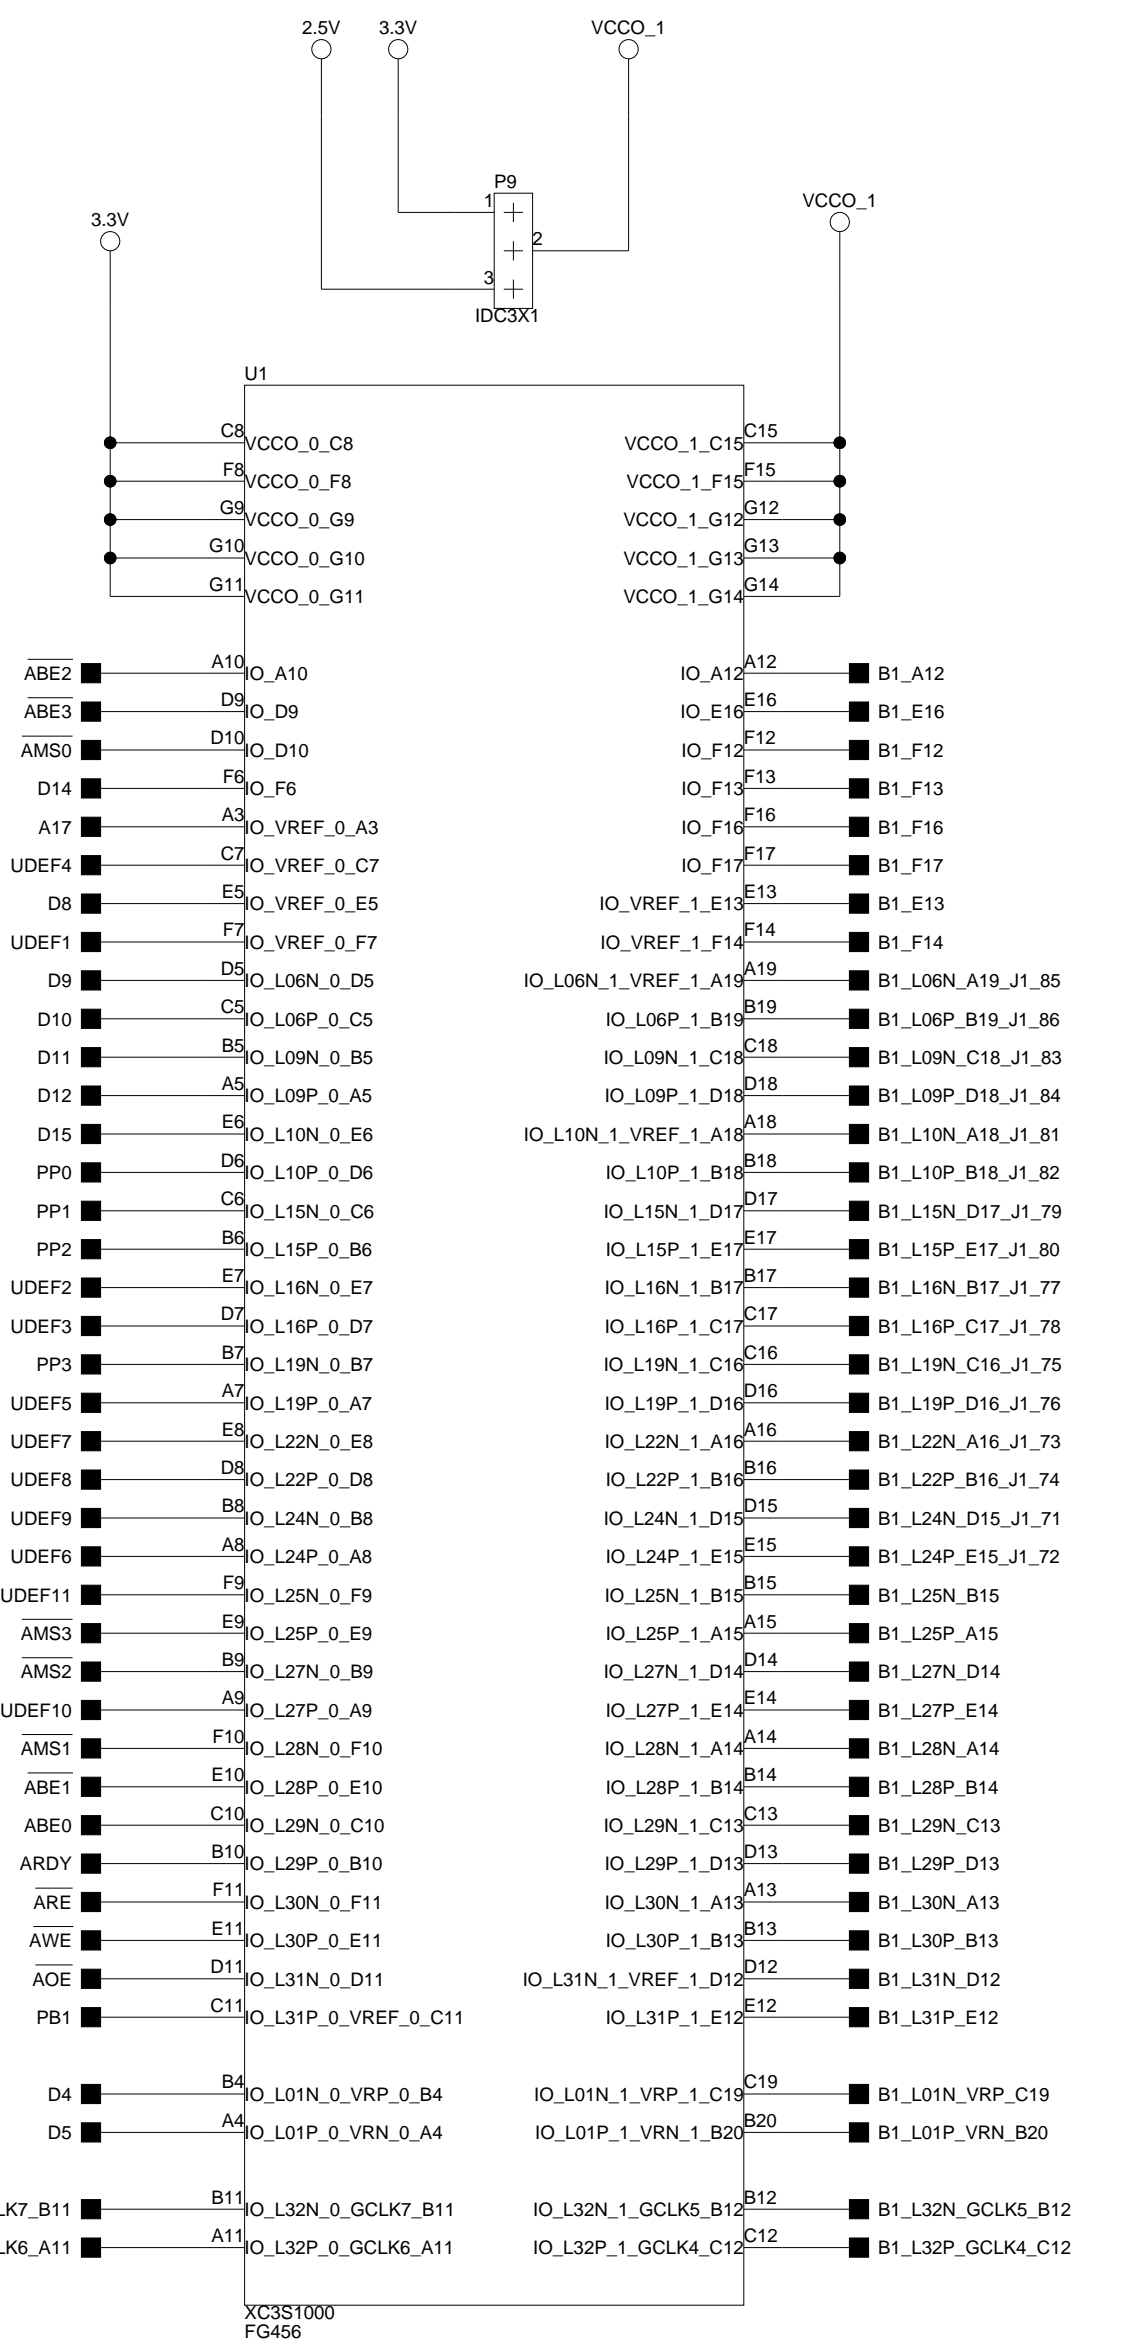 2.5V 3.3V VCCO_1
P9
1
2
3
IDC3X1
3.3V
VCCO_1
U1
C8 VCCO_0_C8 VCCO_1_C15 C15
F8 VCCO_0_F8 VCCO_1_F15 F15
G9 VCCO_0_G9 VCCO_1_G12 G12
G10 VCCO_0_G10 VCCO_1_G13 G13
G11 VCCO_0_G11 VCCO_1_G14 G14
ABE2 A10 IO_A10 IO_A12 A12 B1_A12
ABE3 D9 IO_D9 IO_E16 E16 B1_E16
AMS0 D10 IO_D10 IO_F12 F12 B1_F12
D14 F6 IO_F6 IO_F13 F13 B1_F13
A17 A3 IO_VREF_0_A3 IO_F16 F16 B1_F16
UDEF4 C7 IO_VREF_0_C7 IO_F17 F17 B1_F17
D8 E5 IO_VREF_0_E5 IO_VREF_1_E13 E13 B1_E13
UDEF1 F7 IO_VREF_0_F7 IO_VREF_1_F14 F14 B1_F14
D9 D5 IO_L06N_0_D5 IO_L06N_1_VREF_1_A19 A19 B1_L06N_A19_J1_85
D10 C5 IO_L06P_0_C5 IO_L06P_1_B19 B19 B1_L06P_B19_J1_86
D11 B5 IO_L09N_0_B5 IO_L09N_1_C18 C18 B1_L09N_C18_J1_83
D12 A5 IO_L09P_0_A5 IO_L09P_1_D18 D18 B1_L09P_D18_J1_84
D15 E6 IO_L10N_0_E6 IO_L10N_1_VREF_1_A18 A18 B1_L10N_A18_J1_81
PP0 D6 IO_L10P_0_D6 IO_L10P_1_B18 B18 B1_L10P_B18_J1_82
PP1 C6 IO_L15N_0_C6 IO_L15N_1_D17 D17 B1_L15N_D17_J1_79
PP2 B6 IO_L15P_0_B6 IO_L15P_1_E17 E17 B1_L15P_E17_J1_80
UDEF2 E7 IO_L16N_0_E7 IO_L16N_1_B17 B17 B1_L16N_B17_J1_77
UDEF3 D7 IO_L16P_0_D7 IO_L16P_1_C17 C17 B1_L16P_C17_J1_78
PP3 B7 IO_L19N_0_B7 IO_L19N_1_C16 C16 B1_L19N_C16_J1_75
UDEF5 A7 IO_L19P_0_A7 IO_L19P_1_D16 D16 B1_L19P_D16_J1_76
UDEF7 E8 IO_L22N_0_E8 IO_L22N_1_A16 A16 B1_L22N_A16_J1_73
UDEF8 D8 IO_L22P_0_D8 IO_L22P_1_B16 B16 B1_L22P_B16_J1_74
UDEF9 B8 IO_L24N_0_B8 IO_L24N_1_D15 D15 B1_L24N_D15_J1_71
UDEF6 A8 IO_L24P_0_A8 IO_L24P_1_E15 E15 B1_L24P_E15_J1_72
UDEF11 F9 IO_L25N_0_F9 IO_L25N_1_B15 B15 B1_L25N_B15
AMS3 E9 IO_L25P_0_E9 IO_L25P_1_A15 A15 B1_L25P_A15
AMS2 B9 IO_L27N_0_B9 IO_L27N_1_D14 D14 B1_L27N_D14
UDEF10 A9 IO_L27P_0_A9 IO_L27P_1_E14 E14 B1_L27P_E14
AMS1 F10 IO_L28N_0_F10 IO_L28N_1_A14 A14 B1_L28N_A14
ABE1 E10 IO_L28P_0_E10 IO_L28P_1_B14 B14 B1_L28P_B14
ABE0 C10 IO_L29N_0_C10 IO_L29N_1_C13 C13 B1_L29N_C13
ARDY B10 IO_L29P_0_B10 IO_L29P_1_D13 D13 B1_L29P_D13
ARE F11 IO_L30N_0_F11 IO_L30N_1_A13 A13 B1_L30N_A13
AWE E11 IO_L30P_0_E11 IO_L30P_1_B13 B13 B1_L30P_B13
AOE D11 IO_L31N_0_D11 IO_L31N_1_VREF_1_D12 D12 B1_L31N_D12
PB1 C11 IO_L31P_0_VREF_0_C11 IO_L31P_1_E12 E12 B1_L31P_E12
D4 B4 IO_L01N_0_VRP_0_B4 IO_L01N_1_VRP_1_C19 C19 B1_L01N_VRP_C19
D5 A4 IO_L01P_0_VRN_0_A4 IO_L01P_1_VRN_1_B20 B20 B1_L01P_VRN_B20
LK7_B11 B11 IO_L32N_0_GCLK7_B11 IO_L32N_1_GCLK5_B12 B12 B1_L32N_GCLK5_B12
LK6_A11 A11 IO_L32P_0_GCLK6_A11 IO_L32P_1_GCLK4_C12 C12 B1_L32P_GCLK4_C12
XC3S1000
FG456